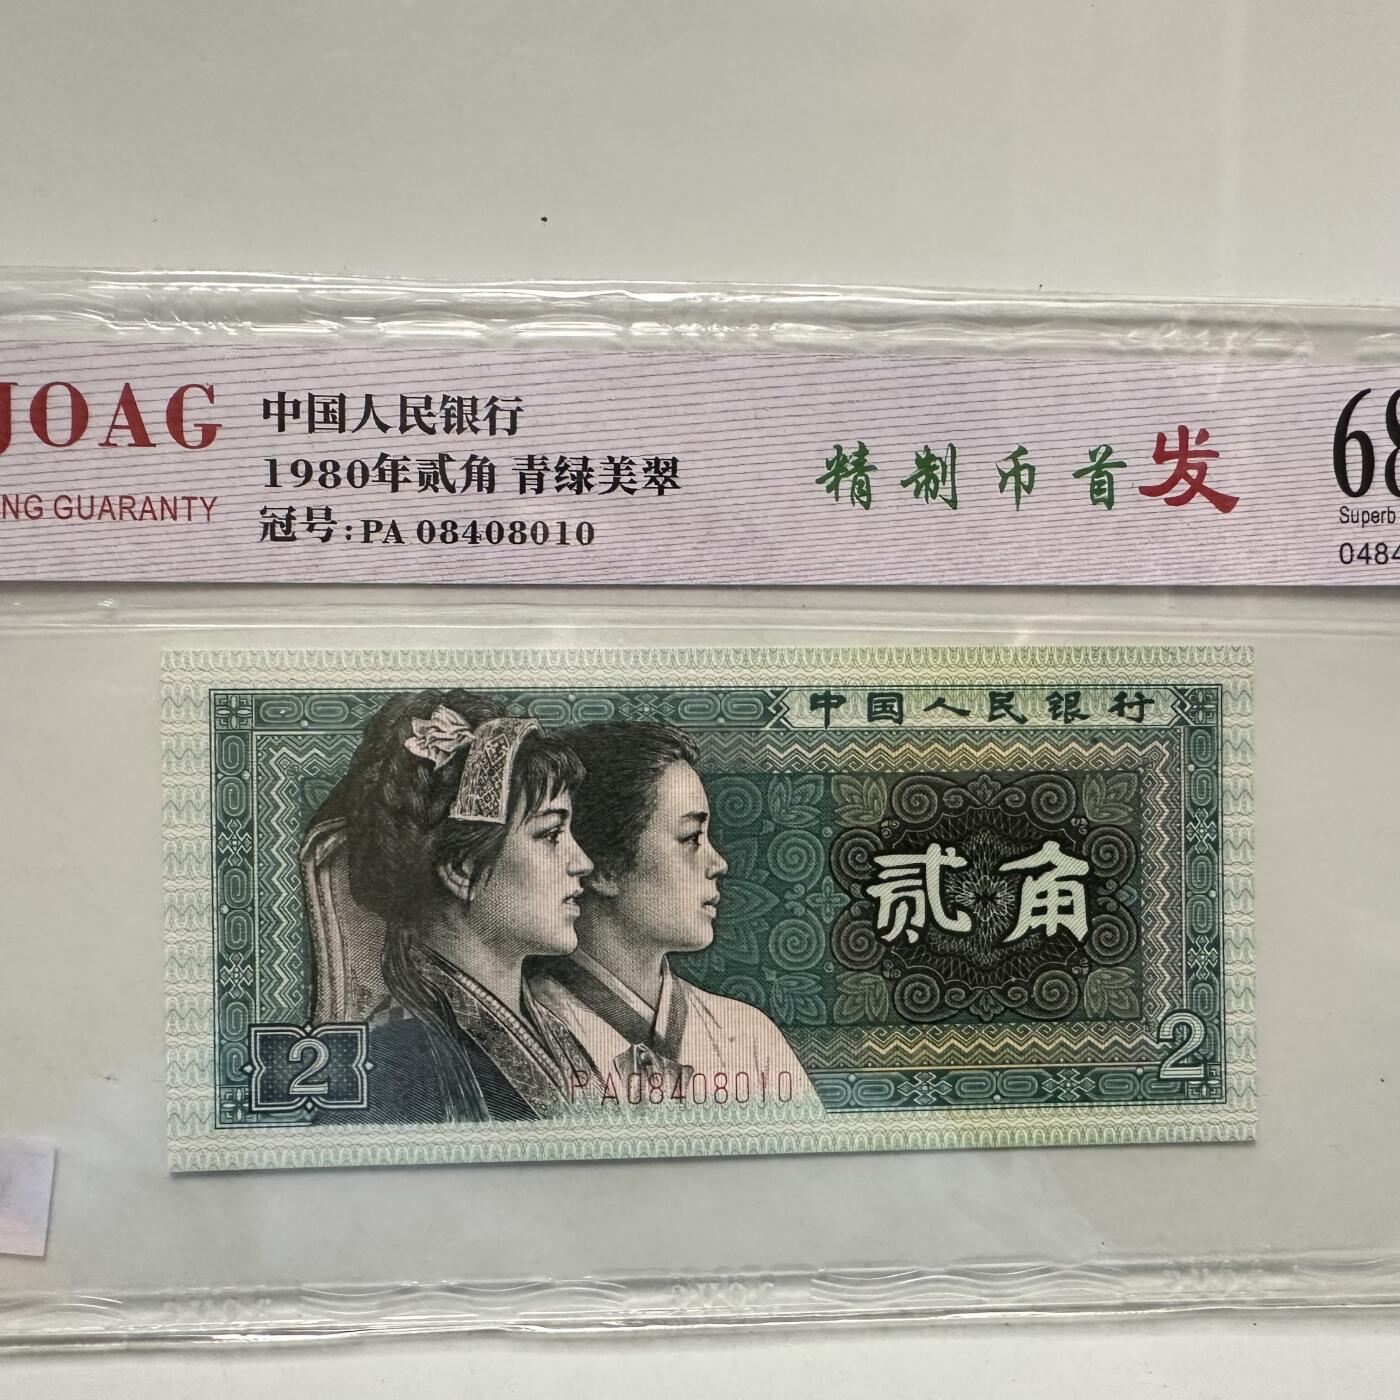 JOAG
NG GUARANTY
中国人民银行
1980年贰角 青绿美翠
冠号:PA 08408010
精制币首发
68
Superb
0484
中国人民银行
贰角
2
2
PA08408010